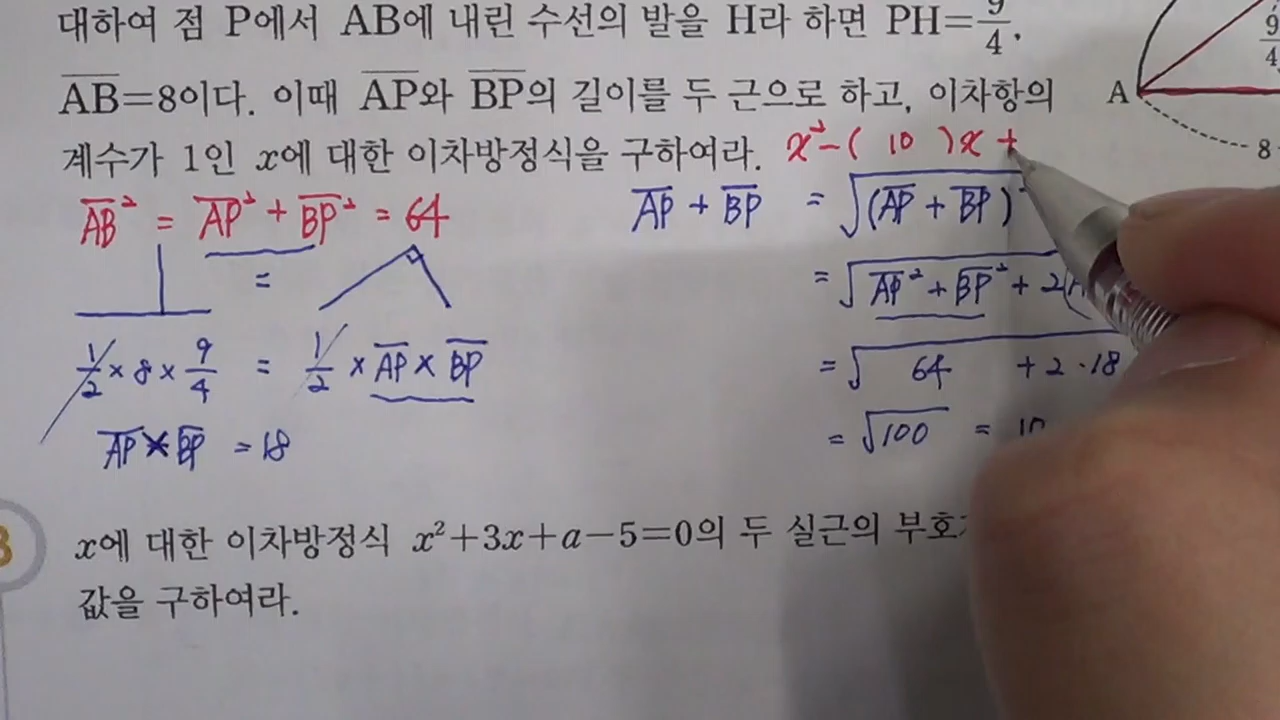 대하여 점 P에서 AB에 내린 수선의 발을 H라 하면 PH=9/4,
AB=8이다. 이때 AP와 BP의 길이를 두 근으로 하고, 이차항의
계수가 1인 x에 대한 이차방정식을 구하여라. x²-( 10 )x +
A
9/4
8
AB² = AP² + BP² = 64
=
1/2 × 8 × 9/4 = 1/2 × AP × BP
AP × BP = 18
AP + BP = √(AP + BP)²
= √AP² + BP² + 2(
= √64 + 2·18
= √100 = 10
x에 대한 이차방정식 x²+3x+a-5=0의 두 실근의 부호
값을 구하여라.